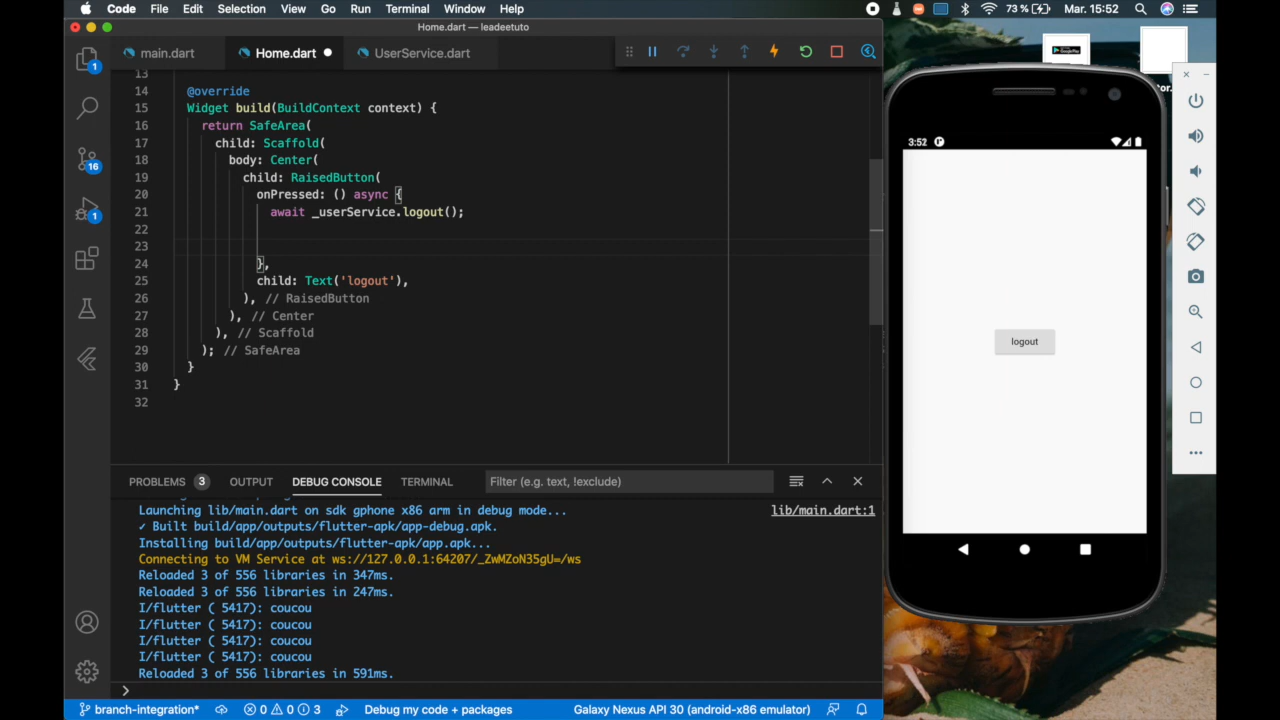 Code File Edit Selection View Go Run Terminal Window Help
73 % Mar. 15:52
Home.dart — leadeetuto
main.dart Home.dart UserService.dart
13
14 @override
15 Widget build(BuildContext context) {
16 return SafeArea(
17 child: Scaffold(
18 body: Center(
19 child: RaisedButton(
20 onPressed: () async {
21 await _userService.logout();
22
23
24 },
25 child: Text('logout'),
26 ), // RaisedButton
27 ), // Center
28 ), // Scaffold
29 ); // SafeArea
30 }
31 }
32
1
16
1
PROBLEMS 3 OUTPUT DEBUG CONSOLE TERMINAL Filter (e.g. text, !exclude)
Launching lib/main.dart on sdk gphone x86 arm in debug mode... lib/main.dart:1
✓ Built build/app/outputs/flutter-apk/app-debug.apk.
Installing build/app/outputs/flutter-apk/app.apk...
Connecting to VM Service at ws://127.0.0.1:64207/_ZwMZoN35gU=/ws
Reloaded 3 of 556 libraries in 347ms.
Reloaded 3 of 556 libraries in 247ms.
I/flutter ( 5417): coucou
I/flutter ( 5417): coucou
I/flutter ( 5417): coucou
I/flutter ( 5417): coucou
Reloaded 3 of 556 libraries in 591ms.
branch-integration* 0 0 3 Debug my code + packages Galaxy Nexus API 30 (android-x86 emulator)
3:52
logout